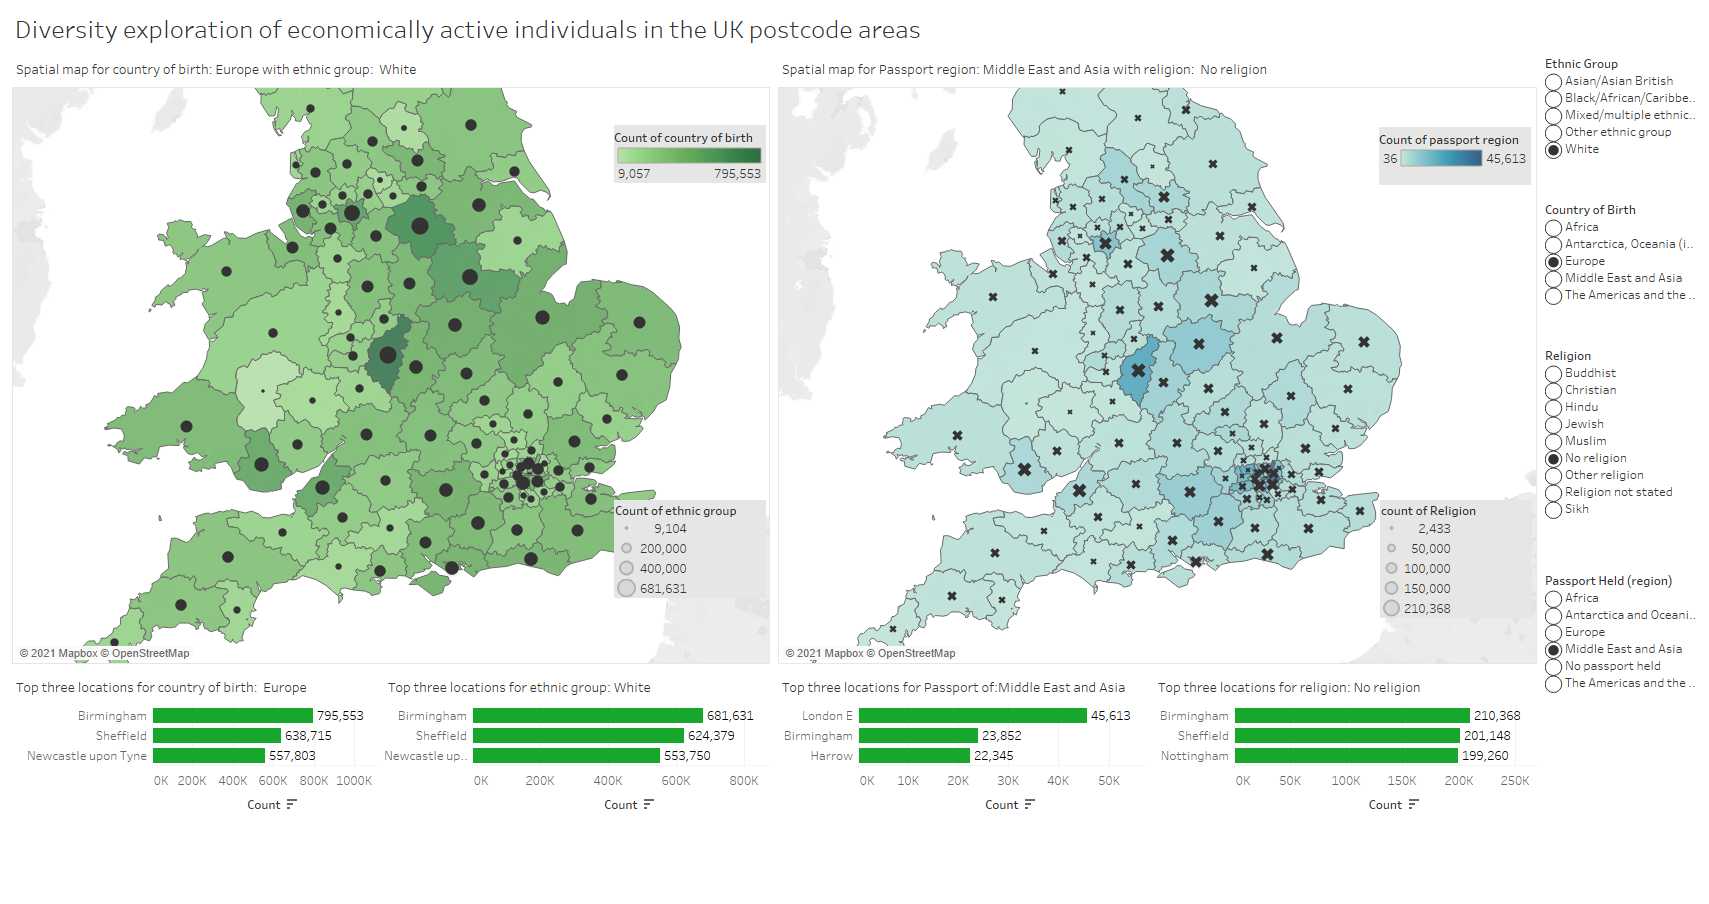 Diversity exploration of economically active individuals in the UK postcode areas
Spatial map for country of birth: Europe with ethnic group: White
Count of country of birth
9,057 795,553
Count of ethnic group
9,104
200,000
400,000
681,631
© 2021 Mapbox © OpenStreetMap
Spatial map for Passport region: Middle East and Asia with religion: No religion
Count of passport region
36 45,613
count of Religion
2,433
50,000
100,000
150,000
210,368
© 2021 Mapbox © OpenStreetMap
Ethnic Group
Asian/Asian British
Black/African/Caribbe..
Mixed/multiple ethnic..
Other ethnic group
White
Country of Birth
Africa
Antarctica, Oceania (i..
Europe
Middle East and Asia
The Americas and the ..
Religion
Buddhist
Christian
Hindu
Jewish
Muslim
No religion
Other religion
Religion not stated
Sikh
Passport Held (region)
Africa
Antarctica and Oceani..
Europe
Middle East and Asia
No passport held
The Americas and the ..
Top three locations for country of birth: Europe
Birmingham 795,553
Sheffield 638,715
Newcastle upon Tyne 557,803
0K 200K 400K 600K 800K 1000K
Count
Top three locations for ethnic group: White
Birmingham 681,631
Sheffield 624,379
Newcastle up.. 553,750
0K 200K 400K 600K 800K
Count
Top three locations for Passport of:Middle East and Asia
London E 45,613
Birmingham 23,852
Harrow 22,345
0K 10K 20K 30K 40K 50K
Count
Top three locations for religion: No religion
Birmingham 210,368
Sheffield 201,148
Nottingham 199,260
0K 50K 100K 150K 200K 250K
Count